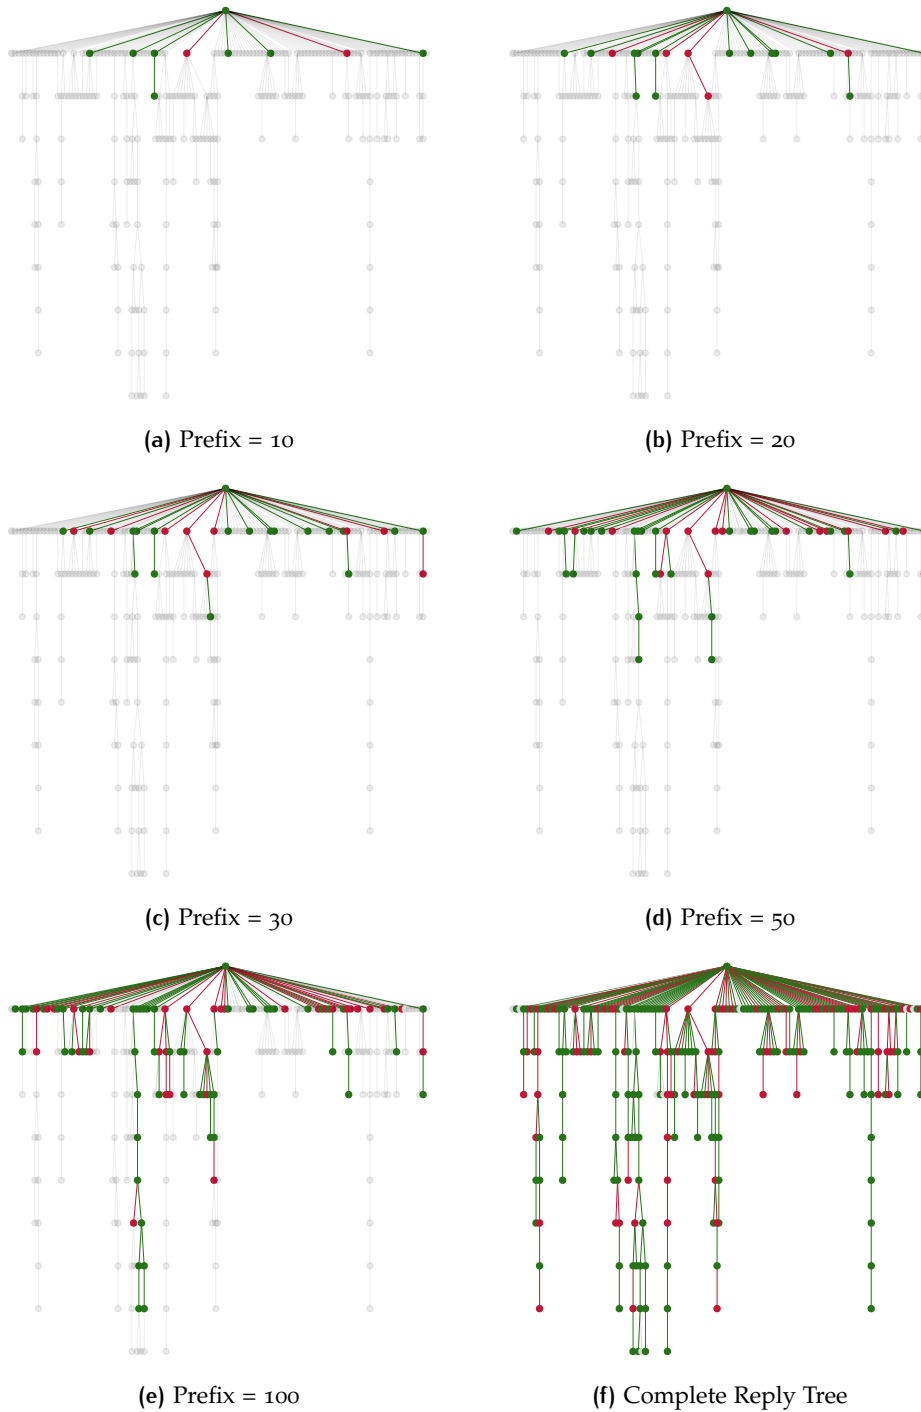 (a) Prefix = 10
(b) Prefix = 20
(c) Prefix = 30
(d) Prefix = 50
(e) Prefix = 100
(f) Complete Reply Tree